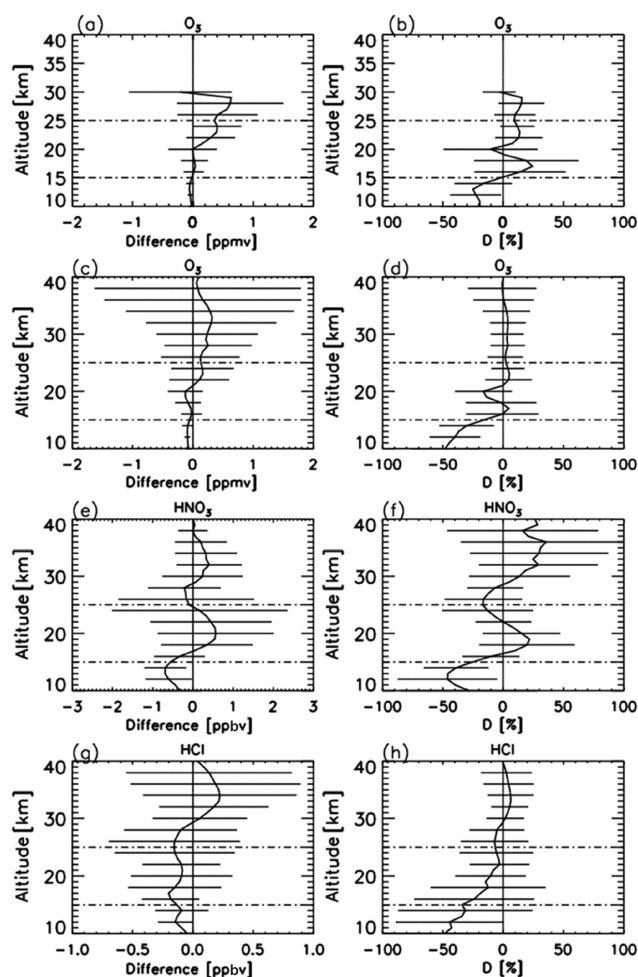 (a) O₃ (b) O₃
40 40
35 35
30 30
25 25
20 20
15 15
10 10
Altitude [km] Altitude [km]
−2 −1 0 1 2 −100 −50 0 50 100
Difference [ppmv] D [%]
(c) O₃ (d) O₃
40 40
30 30
20 20
10 10
Altitude [km] Altitude [km]
−2 −1 0 1 2 −100 −50 0 50 100
Difference [ppmv] D [%]
(e) HNO₃ (f) HNO₃
40 40
30 30
20 20
10 10
Altitude [km] Altitude [km]
−3 −2 −1 0 1 2 3 −100 −50 0 50 100
Difference [ppbv] D [%]
(g) HCl (h) HCl
40 40
30 30
20 20
10 10
Altitude [km] Altitude [km]
−1.0 −0.5 0.0 0.5 1.0 −100 −50 0 50 100
Difference [ppbv] D [%]